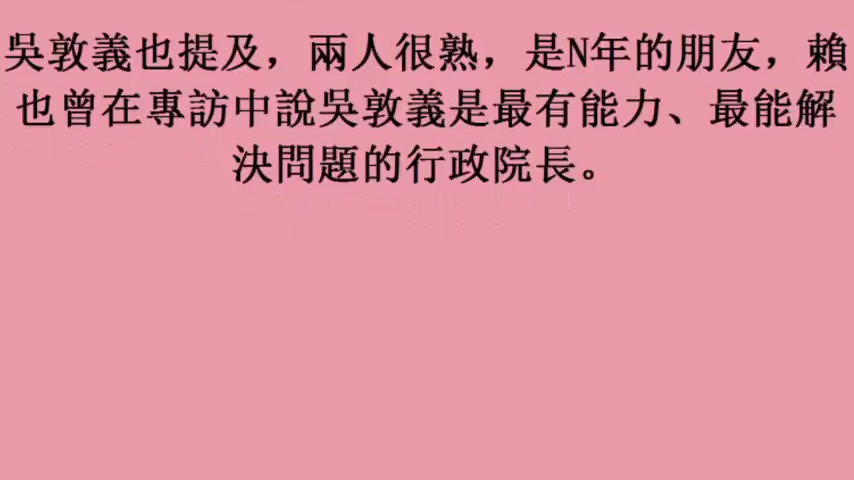 吳敦義也提及，兩人很熟，是N年的朋友，賴
也曾在專訪中說吳敦義是最有能力、最能解
決問題的行政院長。